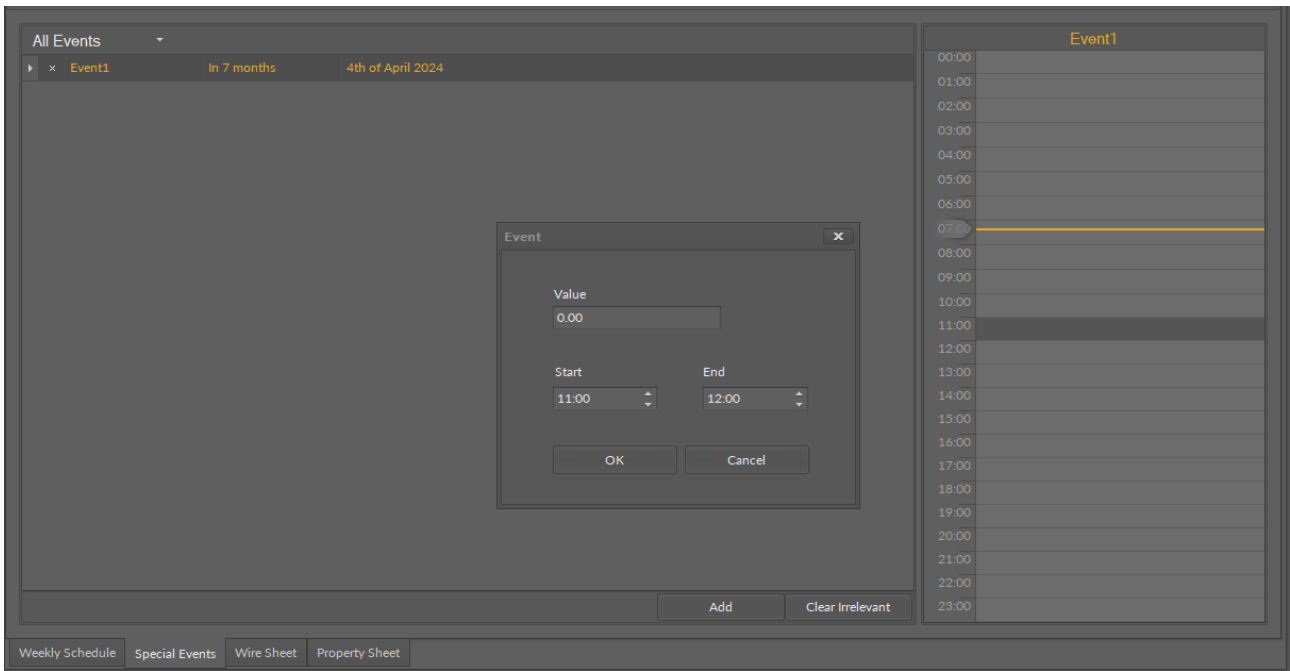 All Events
× Event1 In 7 months 4th of April 2024
Event
Value
0.00
Start End
11:00 12:00
OK Cancel
Add Clear Irrelevant
Event1
00:00
01:00
02:00
03:00
04:00
05:00
06:00
07:00
08:00
09:00
10:00
11:00
12:00
13:00
14:00
15:00
16:00
17:00
18:00
19:00
20:00
21:00
22:00
23:00
Weekly Schedule Special Events Wire Sheet Property Sheet